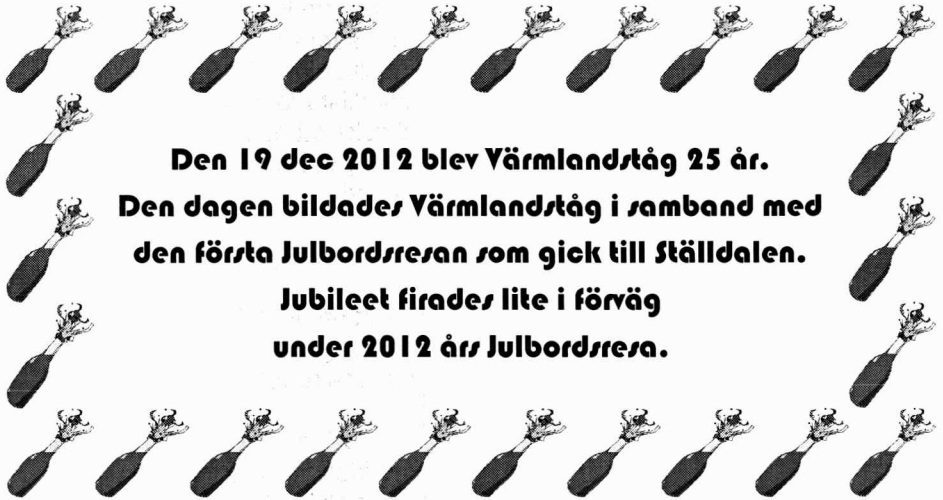 Den 19 dec 2012 blev Värmlandståg 25 år.
Den dagen bildades Värmlandståg i samband med
den första Julbordsresan som gick till Ställdalen.
Jubileet firades lite i förväg
under 2012 års Julbordsresa.